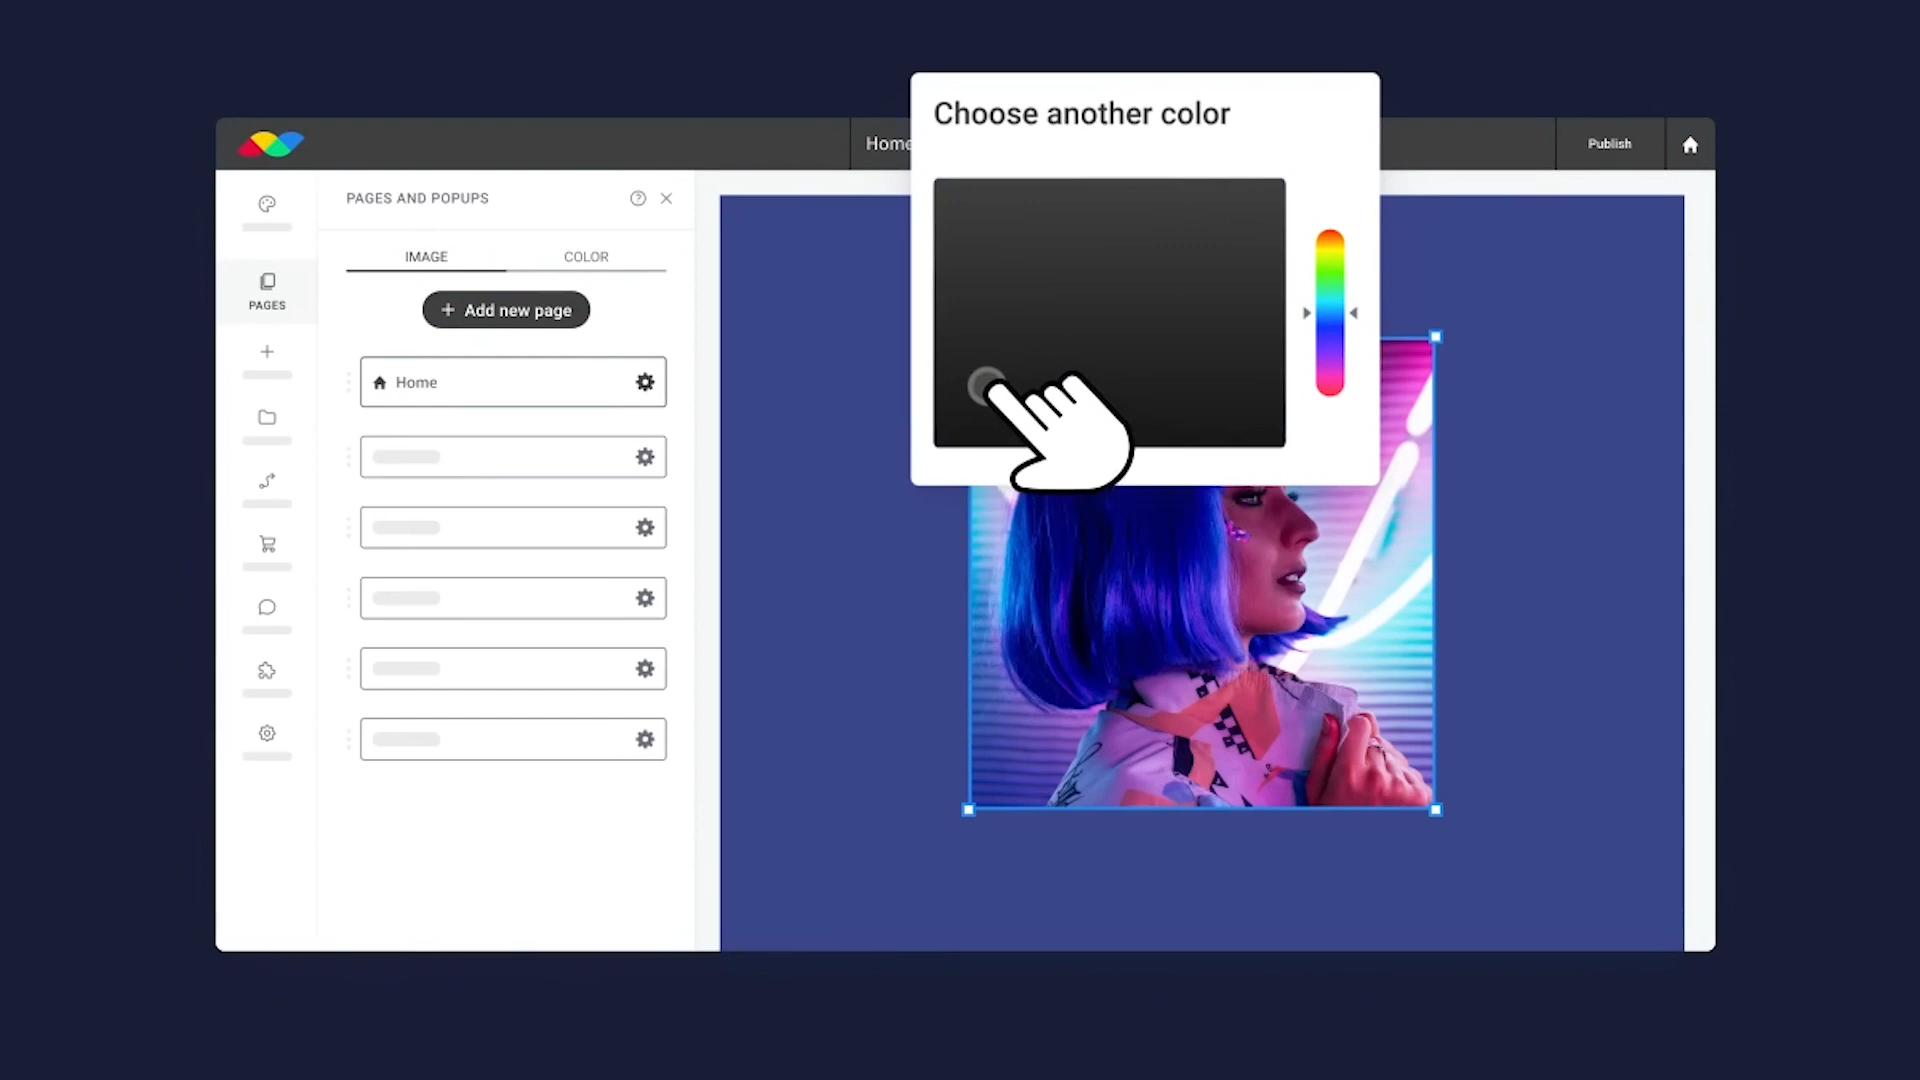 Choose another color
Home
Publish
PAGES AND POPUPS
IMAGE
COLOR
PAGES
+ Add new page
Home